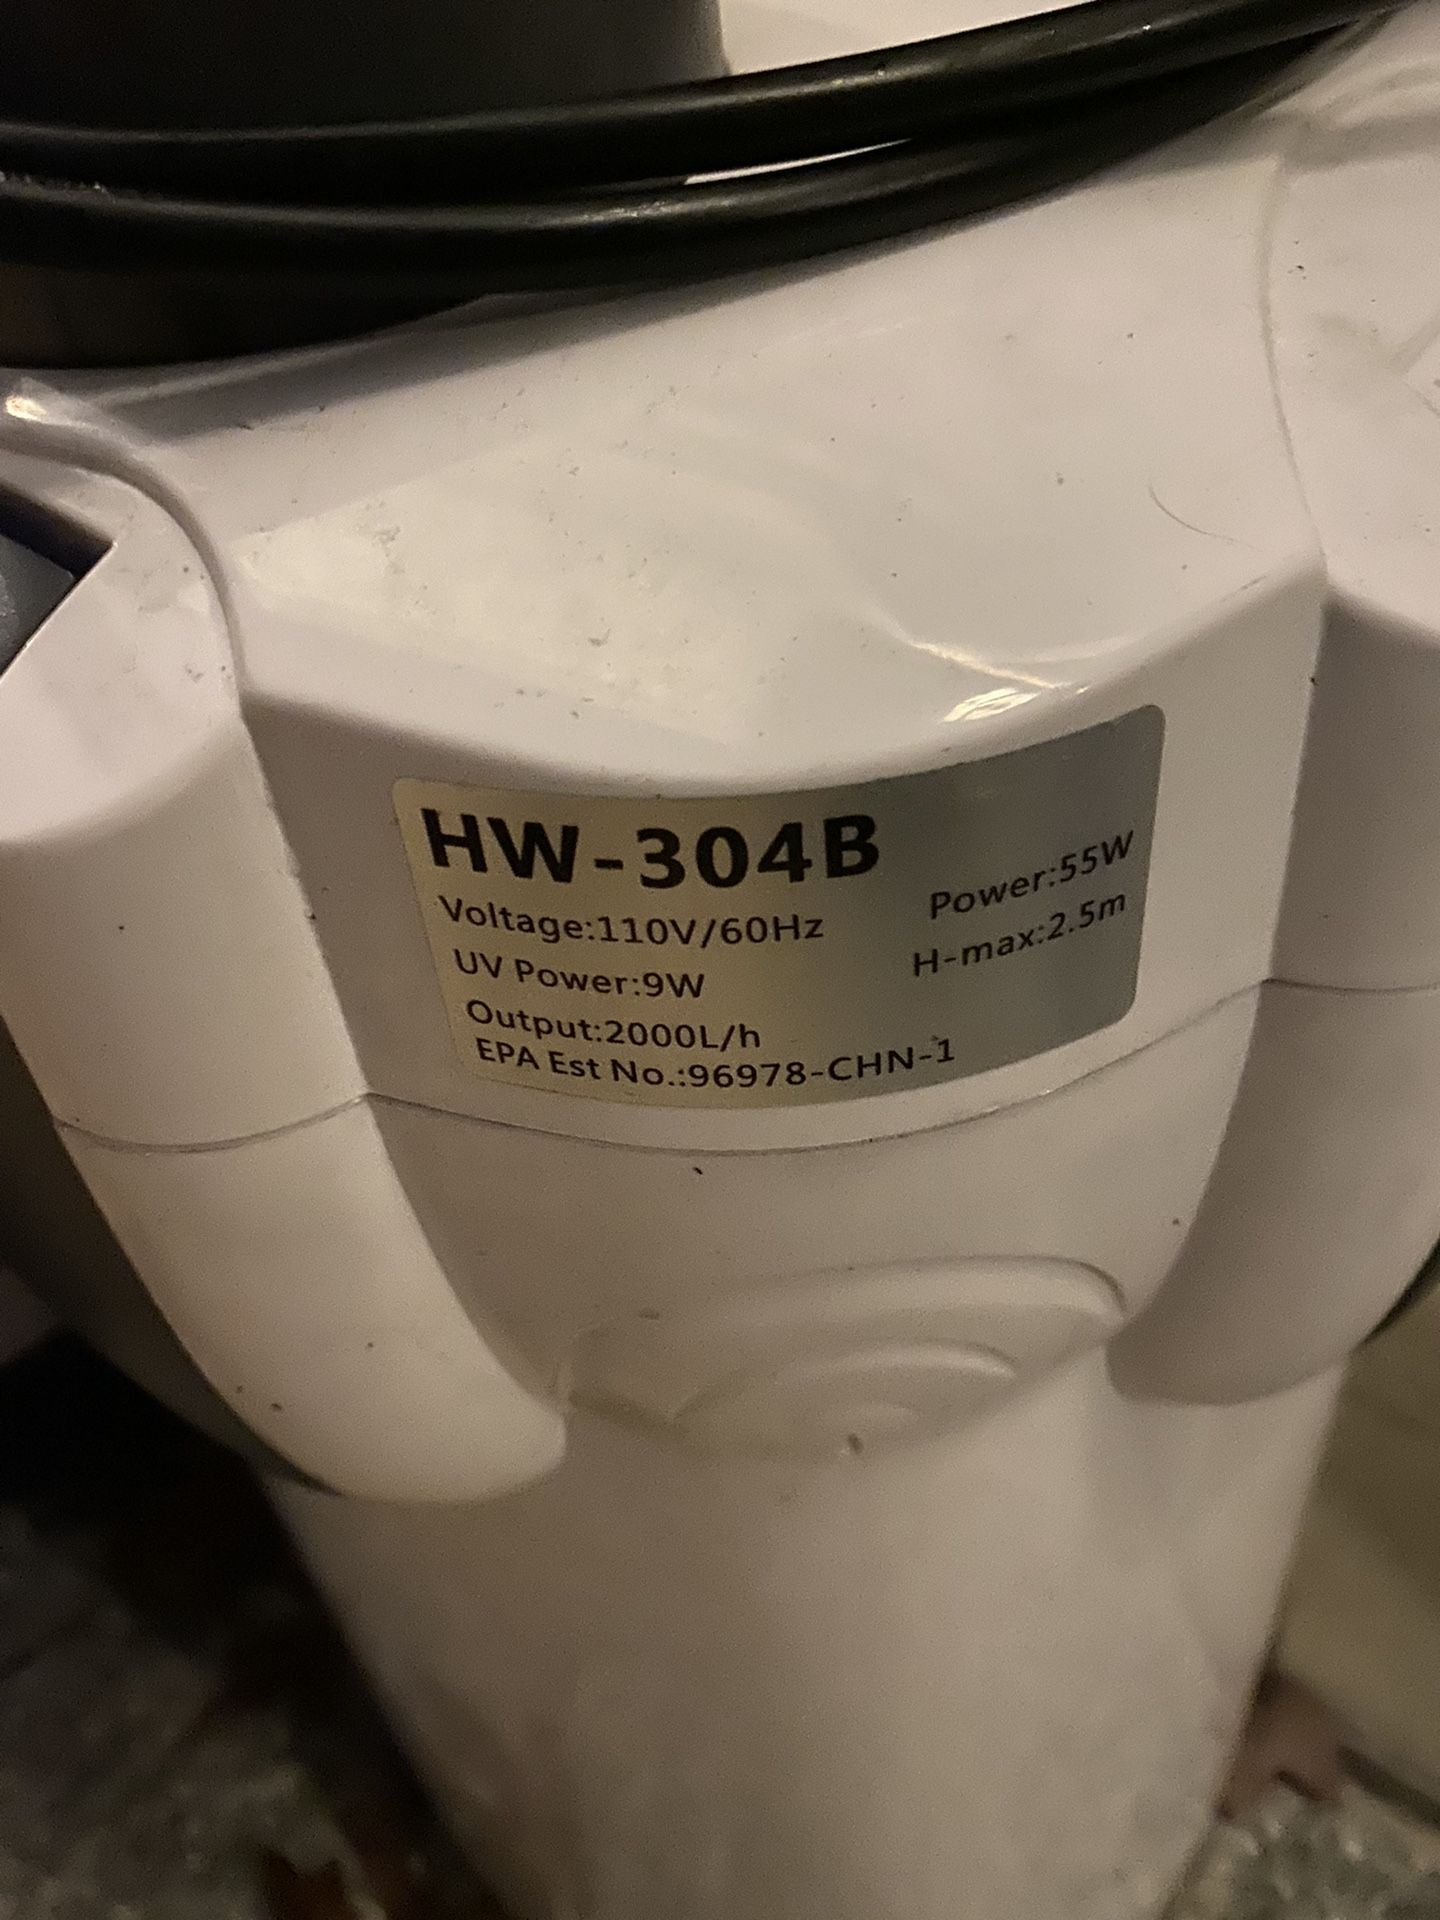 HW-304B
Voltage:110V/60Hz
Power:55W
UV Power:9W
H-max:2.5m
Output:2000L/h
EPA Est No.:96978-CHN-1